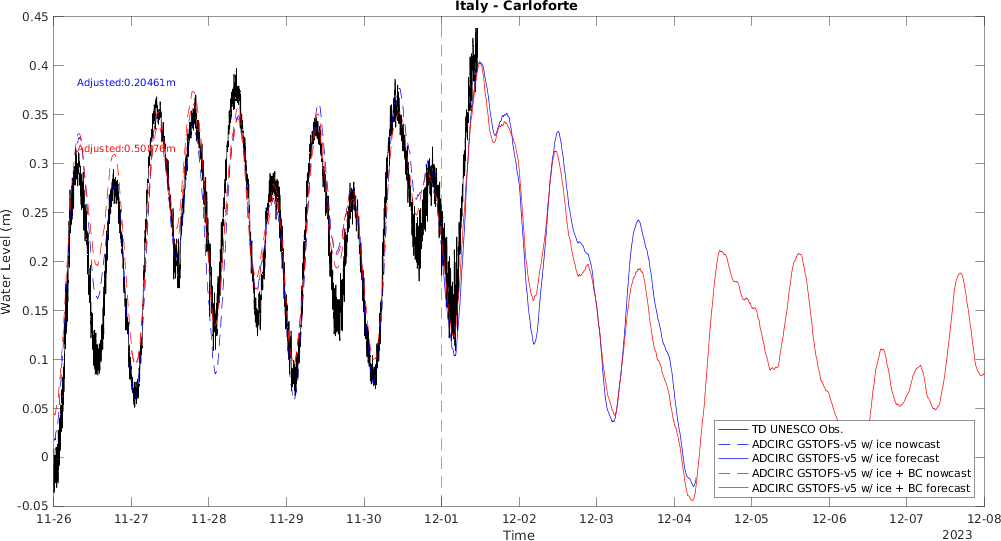 Italy - Carloforte
0.45
0.4
0.35
0.3
0.25
0.2
0.15
0.1
0.05
0
-0.05
Water Level (m)
Adjusted:0.20461m
Adjusted:0.50876m
TD UNESCO Obs.
ADCIRC GSTOFS-v5 w/ ice nowcast
ADCIRC GSTOFS-v5 w/ ice forecast
ADCIRC GSTOFS-v5 w/ ice + BC nowcast
ADCIRC GSTOFS-v5 w/ ice + BC forecast
11-26 11-27 11-28 11-29 11-30 12-01 12-02 12-03 12-04 12-05 12-06 12-07 12-08
Time
2023